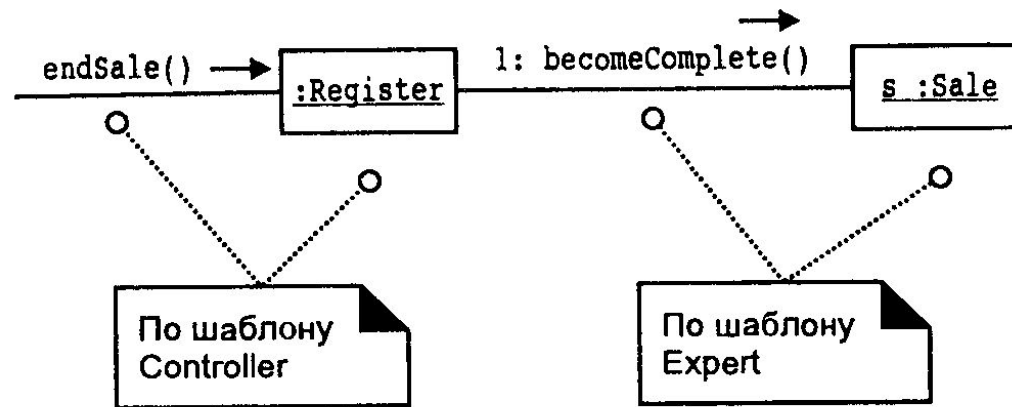 endSale()
:Register
1: becomeComplete()
s :Sale
По шаблону
Controller
По шаблону
Expert